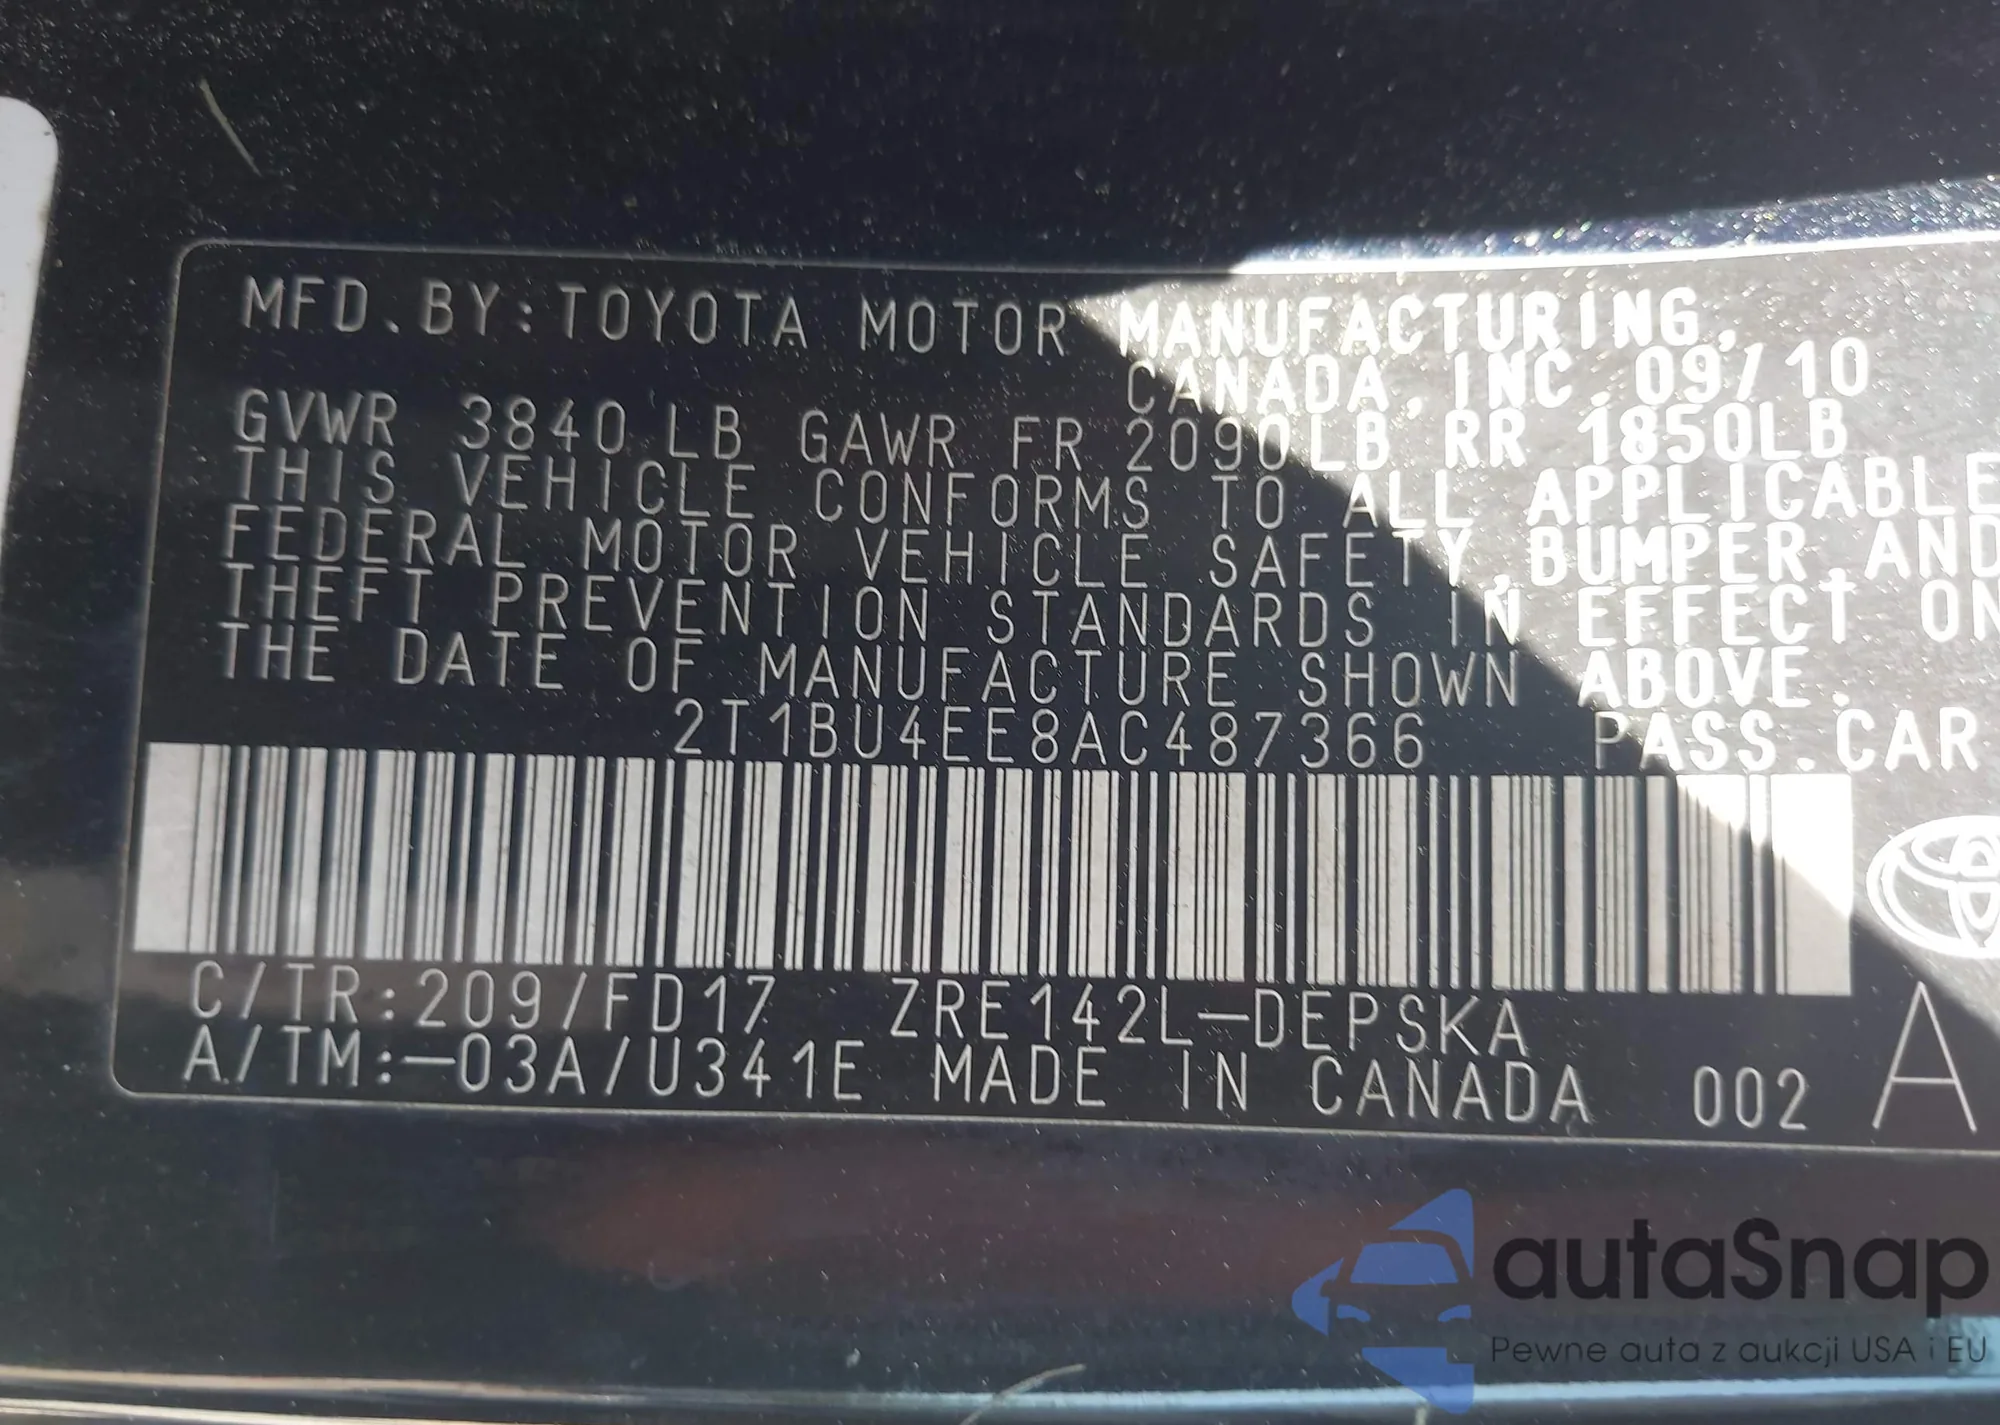 MFD.BY:TOYOTA MOTOR MANUFACTURING,
CANADA,INC.09/10
GVWR 3840LB GAWR FR 2090LB RR 1850LB
THIS VEHICLE CONFORMS TO ALL APPLICABLE
FEDERAL MOTOR VEHICLE SAFETY,BUMPER,AND
THEFT PREVENTION STANDARDS IN EFFECT ON
THE DATE OF MANUFACTURE SHOWN ABOVE.
2T1BU4EE8AC487366 PASS.CAR
C/TR:209/FD17 ZRE142L-DEPSKA
A/TM:-03A/U341E MADE IN CANADA 002 A
autaSnap
Pewne auta z aukcji USA i EU